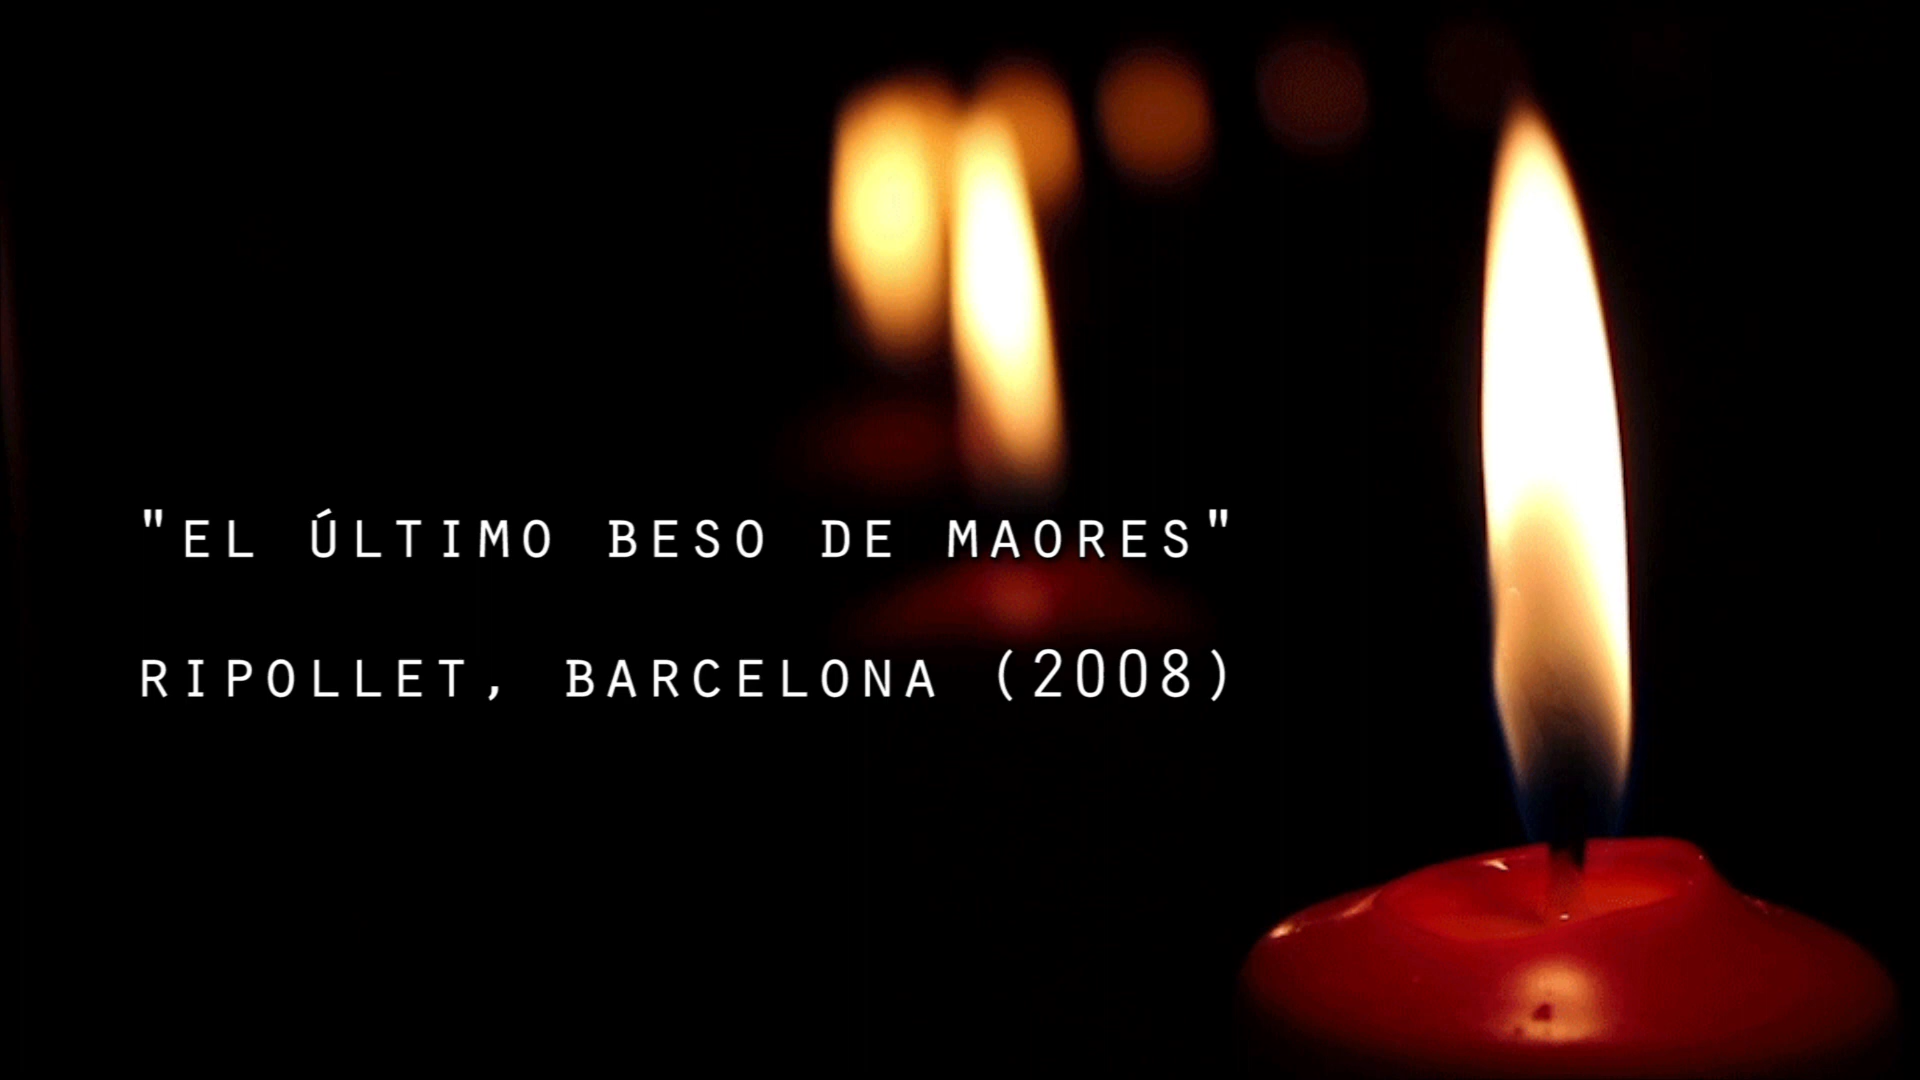 "EL ÚLTIMO BESO DE MAORES"
RIPOLLET, BARCELONA (2008)